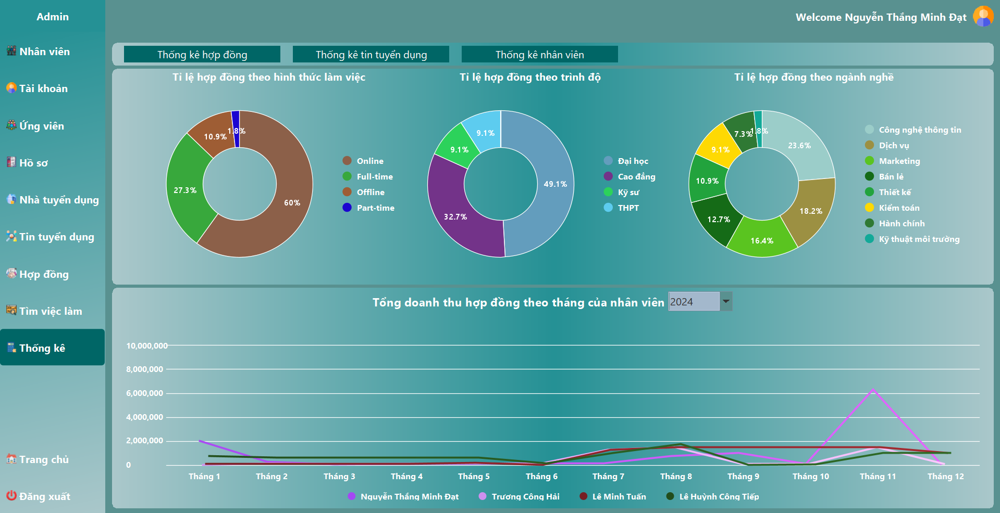 Admin
Welcome Nguyễn Thắng Minh Đạt
Nhân viên
Tài khoản
Ứng viên
Hồ sơ
Nhà tuyển dụng
Tin tuyển dụng
Hợp đồng
Tìm việc làm
Thống kê
Trang chủ
Đăng xuất
Thống kê hợp đồng
Thống kê tin tuyển dụng
Thống kê nhân viên
Tỉ lệ hợp đồng theo hình thức làm việc
1.8%
10.9%
27.3%
60%
Online
Full-time
Offline
Part-time
Tỉ lệ hợp đồng theo trình độ
9.1%
9.1%
49.1%
32.7%
Đại học
Cao đẳng
Kỹ sư
THPT
Tỉ lệ hợp đồng theo ngành nghề
1.8%
7.3%
23.6%
9.1%
10.9%
18.2%
12.7%
16.4%
Công nghệ thông tin
Dịch vụ
Marketing
Bán lẻ
Thiết kế
Kiểm toán
Hành chính
Kỹ thuật môi trường
Tổng doanh thu hợp đồng theo tháng của nhân viên 2024
10,000,000
8,000,000
6,000,000
4,000,000
2,000,000
0
Tháng 1 Tháng 2 Tháng 3 Tháng 4 Tháng 5 Tháng 6 Tháng 7 Tháng 8 Tháng 9 Tháng 10 Tháng 11 Tháng 12
Nguyễn Thắng Minh Đạt Trương Công Hải Lê Minh Tuấn Lê Huỳnh Công Tiếp